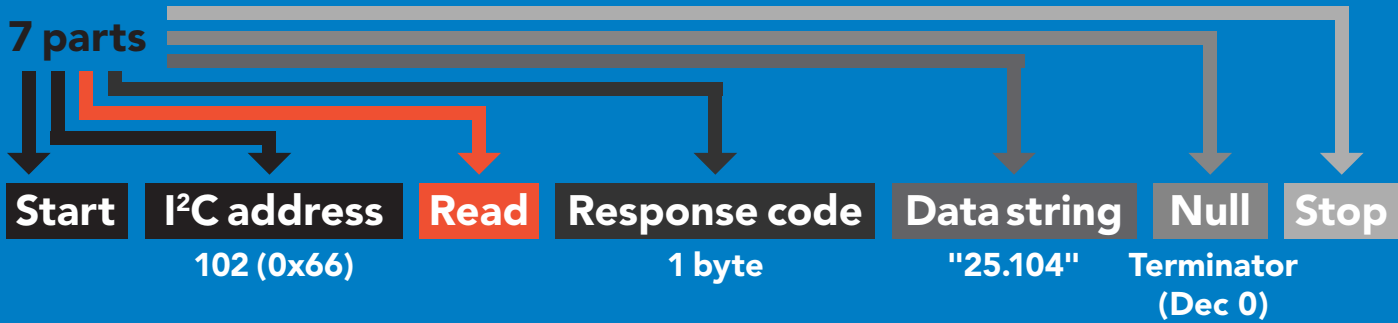 7 parts
Start I²C address Read Response code Data string Null Stop
102 (0x66) 1 byte "25.104" Terminator
(Dec 0)